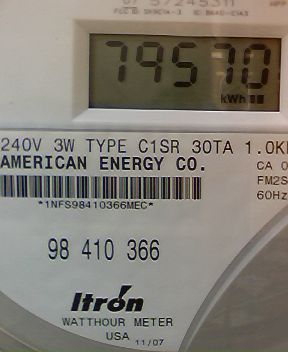 57245311
79570
kWh
240V 3W TYPE C1SR 30TA 1.0K
AMERICAN ENERGY CO. CA 0
FM2S
*1NFS98410366MEC* 60Hz
98 410 366
Itron
WATTHOUR METER
USA 11/07